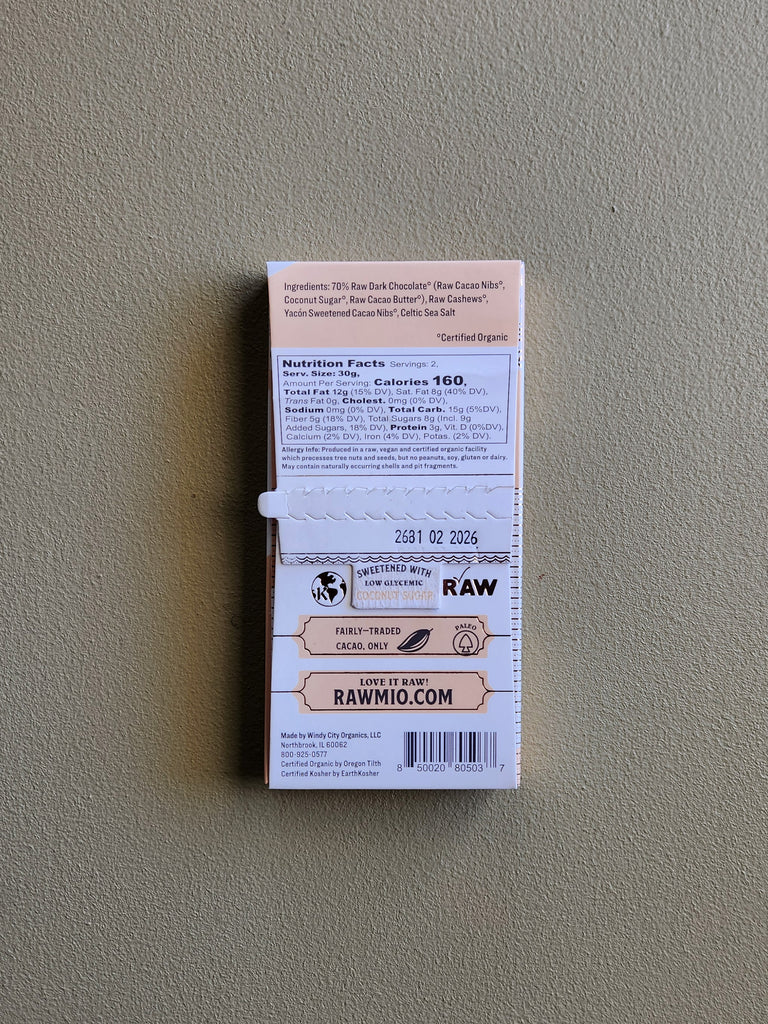 Ingredients: 70% Raw Dark Chocolate° (Raw Cacao Nibs°,
Coconut Sugar°, Raw Cacao Butter°), Raw Cashews°,
Yacón Sweetened Cacao Nibs°, Celtic Sea Salt
°Certified Organic
Nutrition Facts Servings: 2,
Serv. Size: 30g,
Amount Per Serving: Calories 160,
Total Fat 12g (15% DV), Sat. Fat 8g (40% DV),
Trans Fat 0g, Cholest. 0mg (0% DV),
Sodium 0mg (0% DV), Total Carb. 15g (5%DV),
Fiber 5g (18% DV), Total Sugars 8g (Incl. 9g
Added Sugars, 18% DV), Protein 3g, Vit. D (0%DV),
Calcium (2% DV), Iron (4% DV), Potas. (2% DV).
Allergy Info: Produced in a raw, vegan and certified organic facility
which processes tree nuts and seeds, but no peanuts, soy, gluten or dairy.
May contain naturally occurring shells and pit fragments.
2631 02 2026
SWEETENED WITH
LOW GLYCEMIC
COCONUT SUGAR
K
RAW
FAIRLY-TRADED
CACAO, ONLY
PALEO
LOVE IT RAW!
RAWMIO.COM
Made by Windy City Organics, LLC
Northbrook, IL 60062
800-925-0577
Certified Organic by Oregon Tilth
Certified Kosher by EarthKosher
8 50020 80503 7